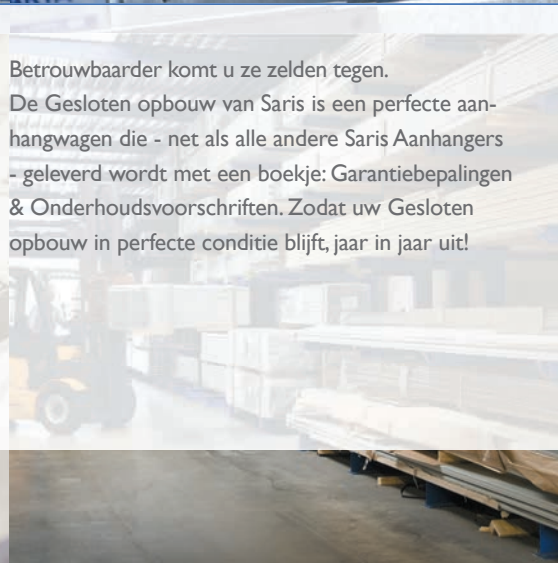 Betrouwbaarder komt u ze zelden tegen.
De Gesloten opbouw van Saris is een perfecte aan-
hangwagen die - net als alle andere Saris Aanhangers
- geleverd wordt met een boekje: Garantiebepalingen
& Onderhoudsvoorschriften. Zodat uw Gesloten
opbouw in perfecte conditie blijft, jaar in jaar uit!